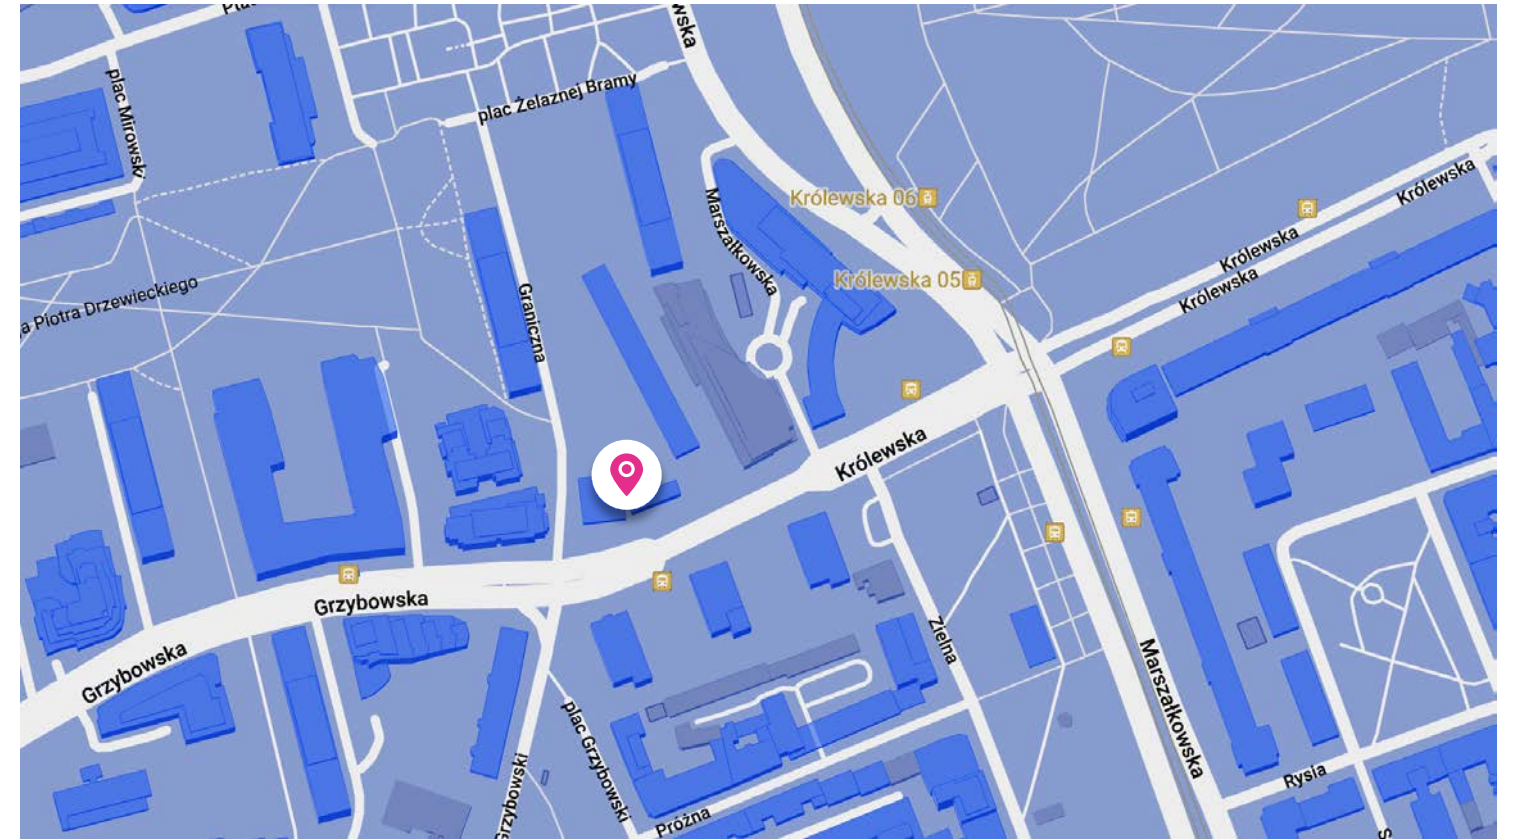 wska
plac Mirowski
plac Żelaznej Bramy
Marszałkowska
Królewska 06
Królewska 05
Królewska
Królewska
Królewska
a Piotra Drzewieckiego
Graniczna
Królewska
Grzybowska
Grzybowska
Zielna
Marszałkowska
plac Grzybowski
Grzybowski
Próżna
Rysia
S